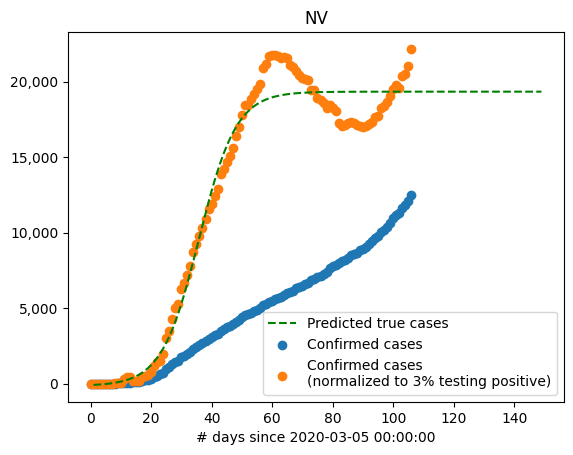 NV
20,000
15,000
10,000
5,000
0
Predicted true cases
Confirmed cases
Confirmed cases
(normalized to 3% testing positive)
0 20 40 60 80 100 120 140
# days since 2020-03-05 00:00:00